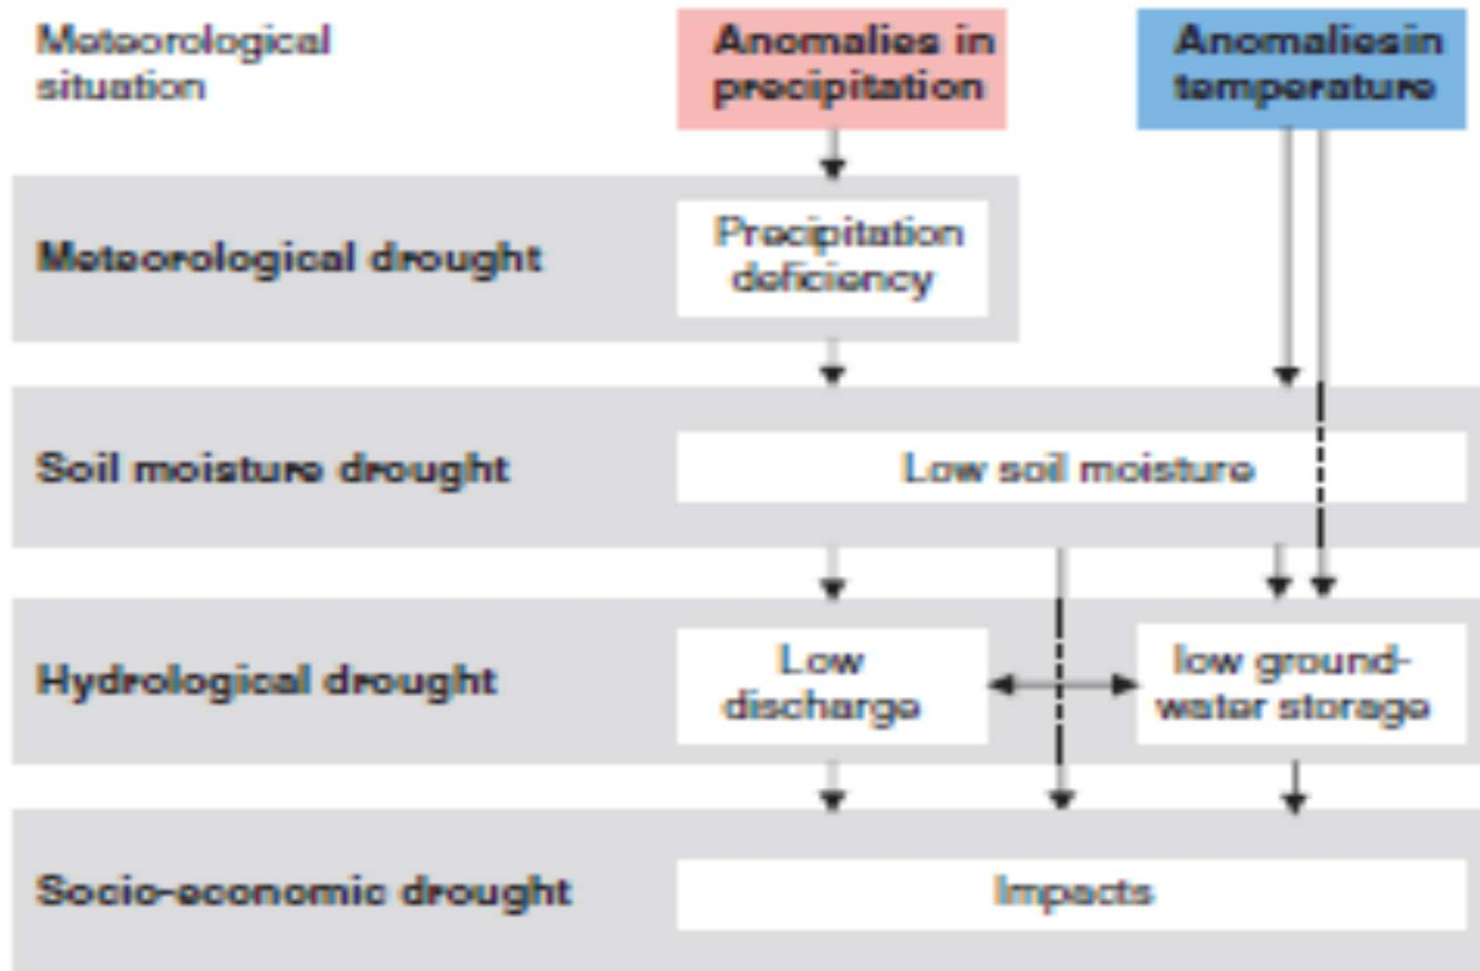 Meteorological
situation
Anomalies in
precipitation
Anomaliesin
temperature
Meteorological drought
Precipitation
deficiency
Soil moisture drought
Low soil moisture
Hydrological drought
Low
discharge
low ground-
water storage
Socio-economic drought
Impacts